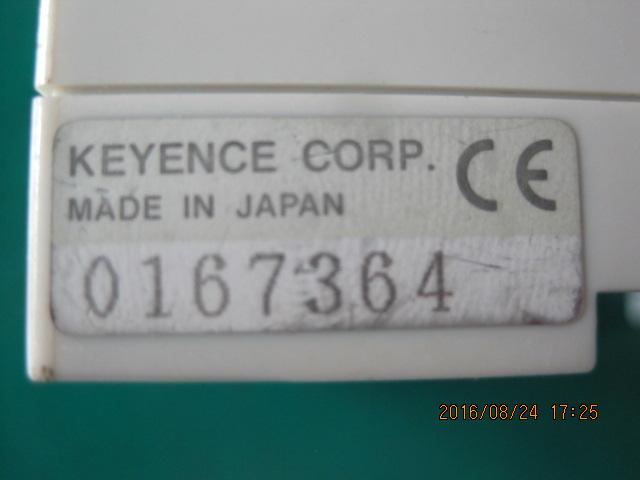 KEYENCE CORP. CE
MADE IN JAPAN
0167364
2016/08/24 17:25